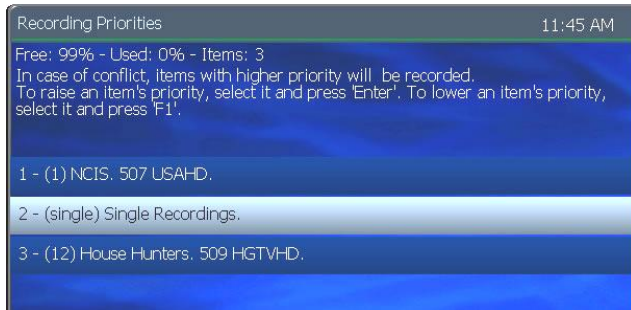 Recording Priorities 11:45 AM
Free: 99% - Used: 0% - Items: 3
In case of conflict, items with higher priority will be recorded.
To raise an item's priority, select it and press 'Enter'. To lower an item's priority,
select it and press 'F1'.
1 - (1) NCIS. 507 USAHD.
2 - (single) Single Recordings.
3 - (12) House Hunters. 509 HGTVHD.